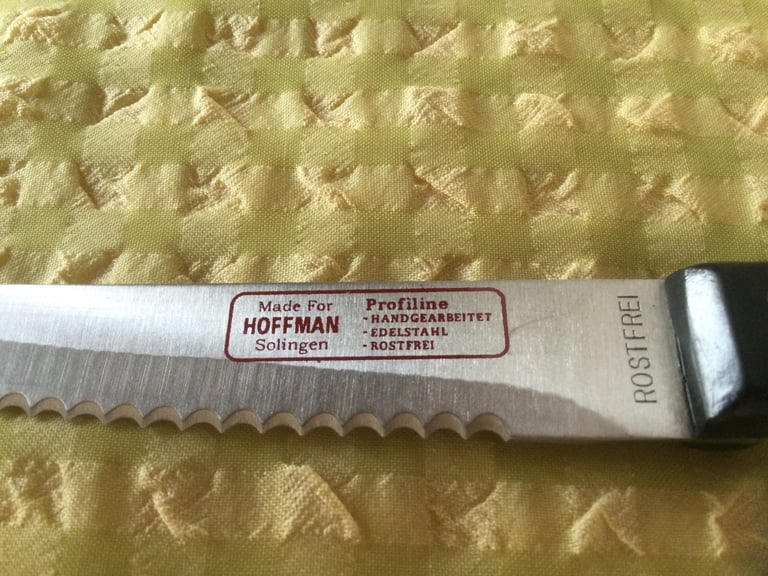 Made For
HOFFMAN
Solingen
Profiline
-HANDGEARBEITET
-EDELSTAHL
-ROSTFREI
ROSTFREI